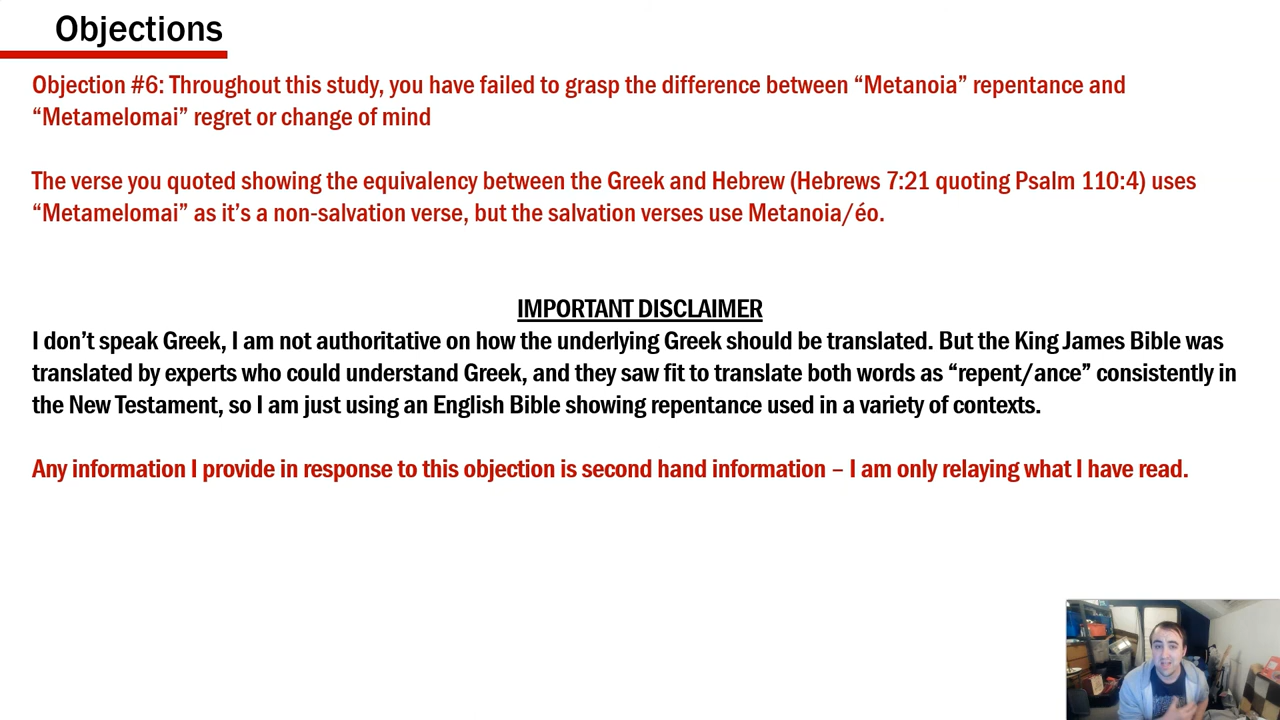 Objections
Objection #6: Throughout this study, you have failed to grasp the difference between “Metanoia” repentance and
“Metamelomai” regret or change of mind
The verse you quoted showing the equivalency between the Greek and Hebrew (Hebrews 7:21 quoting Psalm 110:4) uses
“Metamelomai” as it’s a non-salvation verse, but the salvation verses use Metanoia/éo.
IMPORTANT DISCLAIMER
I don’t speak Greek, I am not authoritative on how the underlying Greek should be translated. But the King James Bible was
translated by experts who could understand Greek, and they saw fit to translate both words as “repent/ance” consistently in
the New Testament, so I am just using an English Bible showing repentance used in a variety of contexts.
Any information I provide in response to this objection is second hand information – I am only relaying what I have read.